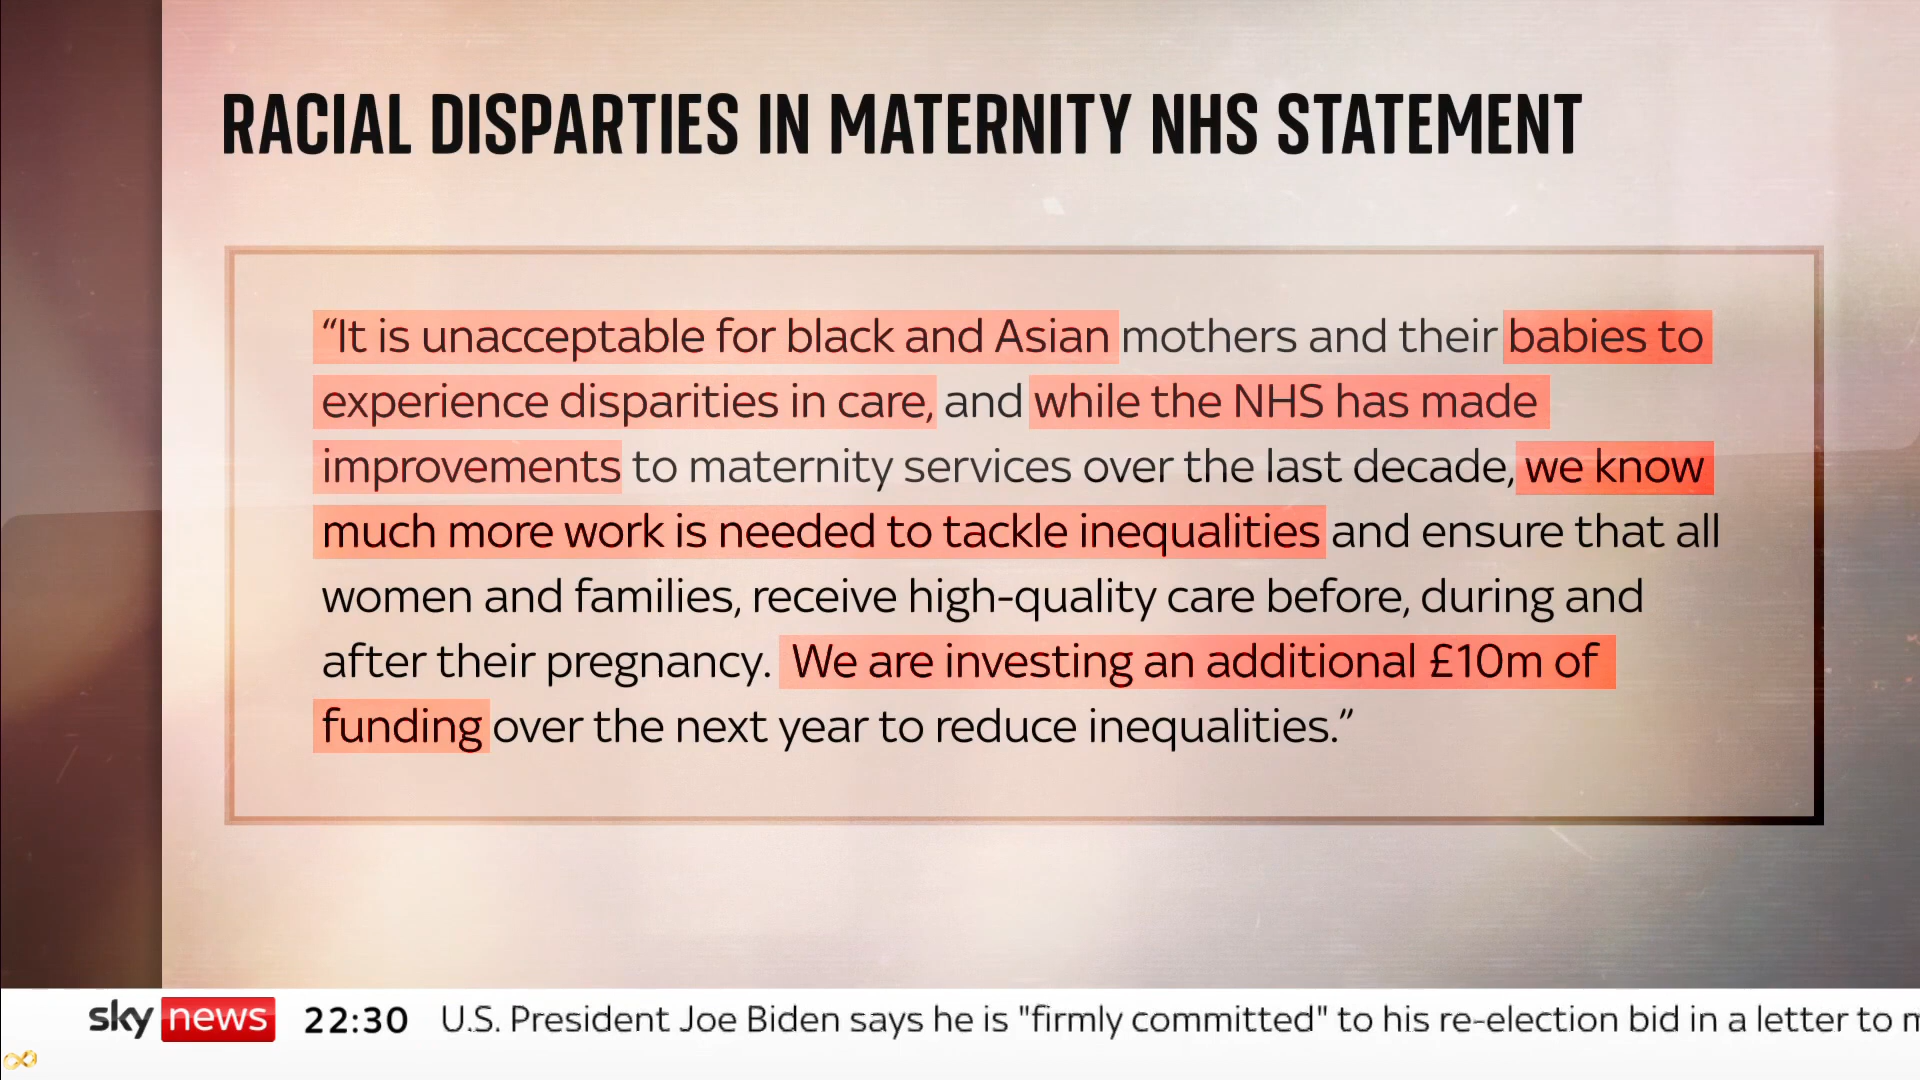 RACIAL DISPARTIES IN MATERNITY NHS STATEMENT
“It is unacceptable for black and Asian mothers and their babies to
experience disparities in care, and while the NHS has made
improvements to maternity services over the last decade, we know
much more work is needed to tackle inequalities and ensure that all
women and families, receive high-quality care before, during and
after their pregnancy. We are investing an additional £10m of
funding over the next year to reduce inequalities.”
sky news 22:30 U.S. President Joe Biden says he is "firmly committed" to his re-election bid in a letter to